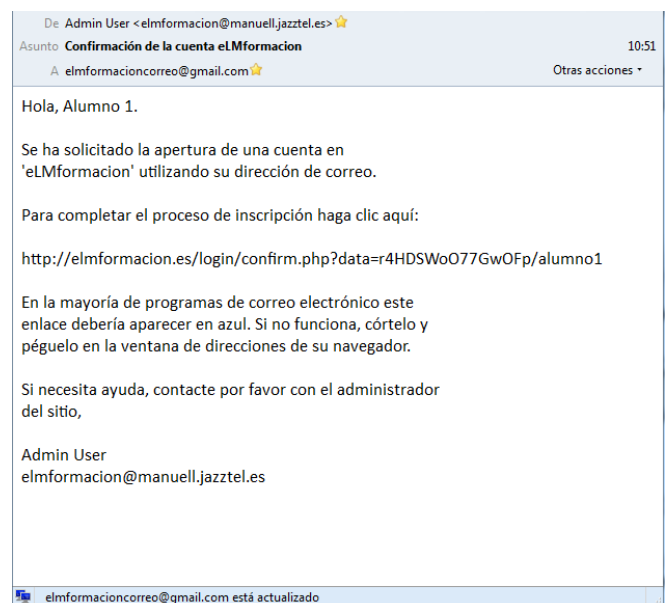 De Admin User <elmformacion@manuell.jazztel.es>
Asunto Confirmación de la cuenta eLMformacion 10:51
A elmformacioncorreo@gmail.com Otras acciones
Hola, Alumno 1.
Se ha solicitado la apertura de una cuenta en
'eLMformacion' utilizando su dirección de correo.
Para completar el proceso de inscripción haga clic aquí:
http://elmformacion.es/login/confirm.php?data=r4HDSWoO77GwOFp/alumno1
En la mayoría de programas de correo electrónico este
enlace debería aparecer en azul. Si no funciona, córtelo y
péguelo en la ventana de direcciones de su navegador.
Si necesita ayuda, contacte por favor con el administrador
del sitio,
Admin User
elmformacion@manuell.jazztel.es
elmformacioncorreo@gmail.com está actualizado